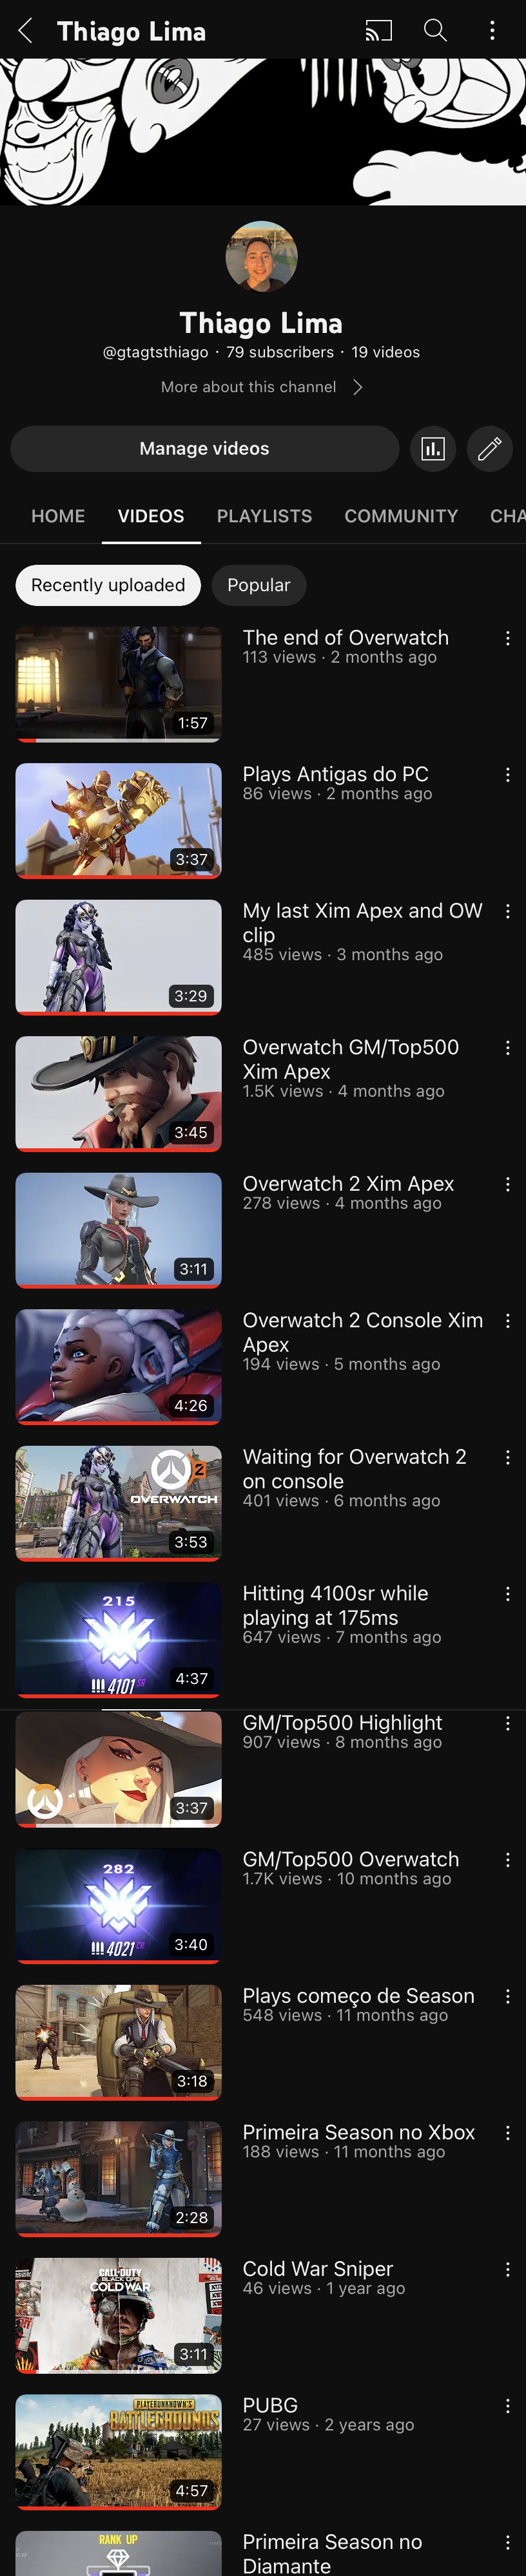 Thiago Lima
Thiago Lima
@gtagtsthiago · 79 subscribers · 19 videos
More about this channel
Manage videos
HOME
VIDEOS
PLAYLISTS
COMMUNITY
CHA
Recently uploaded
Popular
1:57
The end of Overwatch
113 views · 2 months ago
3:37
Plays Antigas do PC
86 views · 2 months ago
3:29
My last Xim Apex and OW
clip
485 views · 3 months ago
3:45
Overwatch GM/Top500
Xim Apex
1.5K views · 4 months ago
3:11
Overwatch 2 Xim Apex
278 views · 4 months ago
4:26
Overwatch 2 Console Xim
Apex
194 views · 5 months ago
2
OVERWATCH
3:53
Waiting for Overwatch 2
on console
401 views · 6 months ago
215
4101 SR
4:37
Hitting 4100sr while
playing at 175ms
647 views · 7 months ago
3:37
GM/Top500 Highlight
907 views · 8 months ago
282
4021
3:40
GM/Top500 Overwatch
1.7K views · 10 months ago
3:18
Plays começo de Season
548 views · 11 months ago
2:28
Primeira Season no Xbox
188 views · 11 months ago
CALL OF DUTY
BLACK OPS
COLD WAR
3:11
Cold War Sniper
46 views · 1 year ago
PLAYERUNKNOWN'S
BATTLEGROUNDS
4:57
PUBG
27 views · 2 years ago
RANK UP
Primeira Season no
Diamante